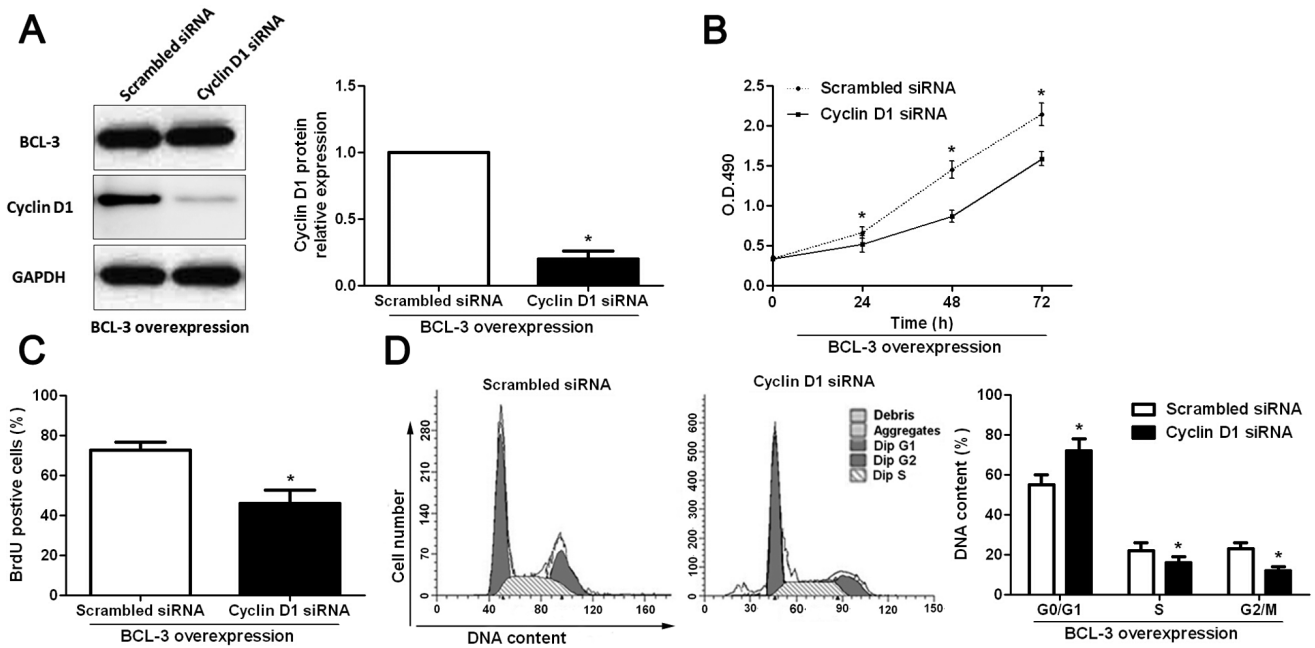 A
Scrambled siRNA
Cyclin D1 siRNA
BCL-3
Cyclin D1
GAPDH
BCL-3 overexpression
Cyclin D1 protein
relative expression
1.5
1.0
0.5
0.0
*
Scrambled siRNA
Cyclin D1 siRNA
BCL-3 overexpression
B
O.D.490
2.5
2.0
1.5
1.0
0.5
0.0
Scrambled siRNA
Cyclin D1 siRNA
*
*
*
0
24
48
72
Time (h)
BCL-3 overexpression
C
BrdU postive cells (%)
100
80
60
40
20
0
*
Scrambled siRNA
Cyclin D1 siRNA
BCL-3 overexpression
D
Scrambled siRNA
Cell number
280
210
140
70
0
0
40
80
120
160
DNA content
Cyclin D1 siRNA
600
500
400
300
200
100
0
0
30
60
90
120
150
Debris
Aggregates
Dip G1
Dip G2
Dip S
DNA content (%)
100
80
60
40
20
0
Scrambled siRNA
Cyclin D1 siRNA
*
*
*
G0/G1
S
G2/M
BCL-3 overexpression